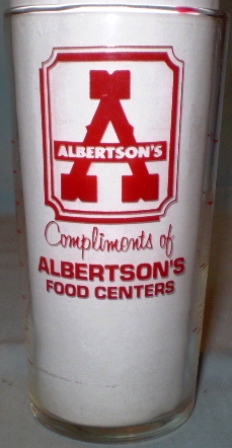 A
ALBERTSON'S
Compliments of
ALBERTSON'S
FOOD CENTERS